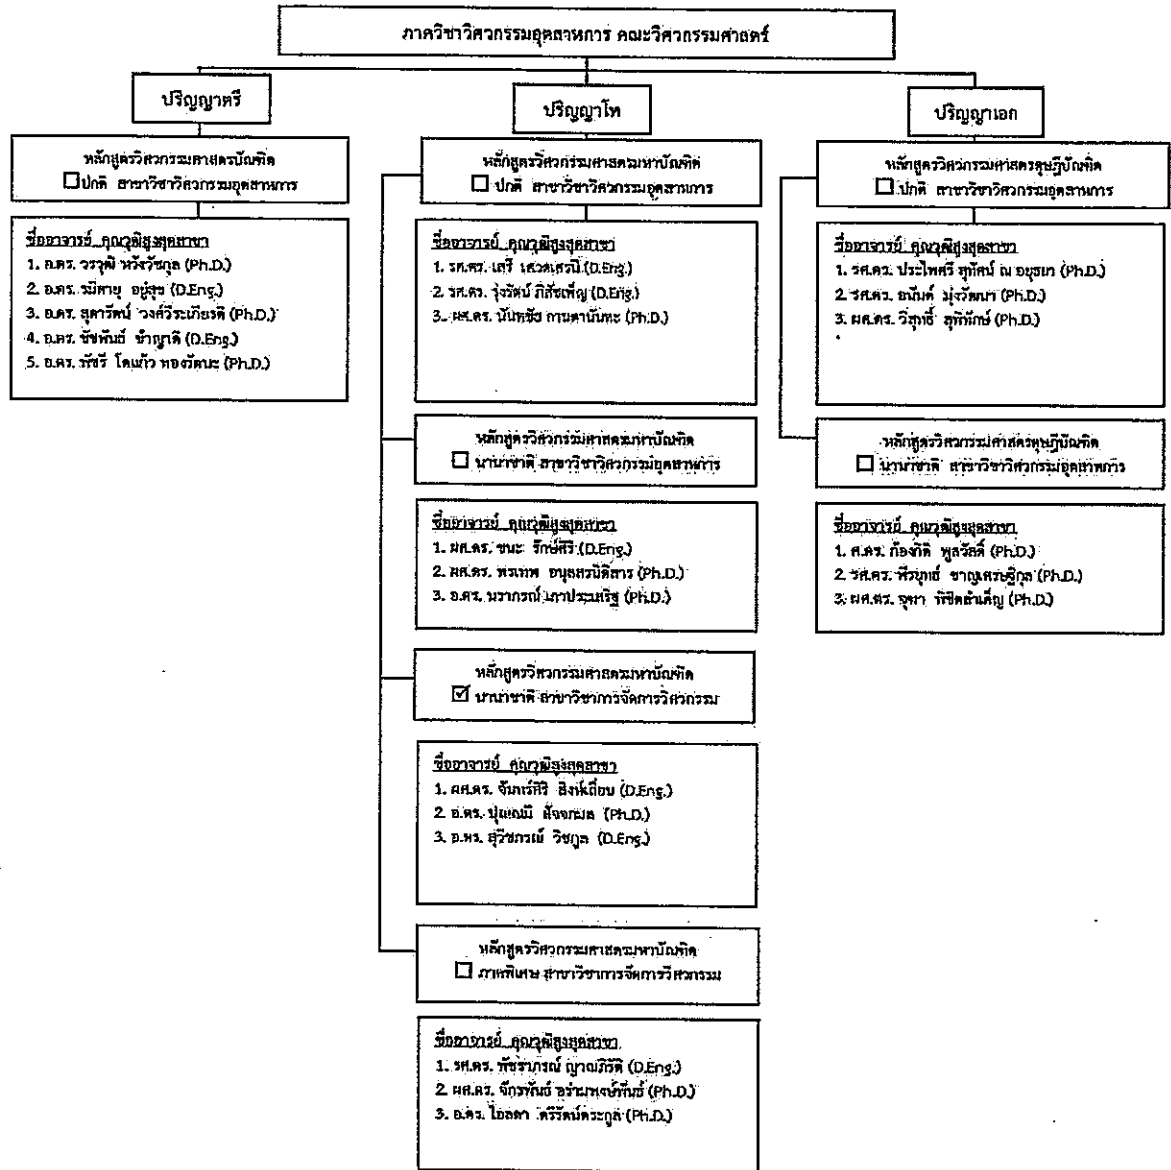 ภาควิชาวิศวกรรมอุตสาหการ คณะวิศวกรรมศาสตร์
ปริญญาตรี
หลักสูตรวิศวกรรมศาสตรบัณฑิต
☐ ปกติ สาขาวิชาวิศวกรรมอุตสาหการ
ชื่ออาจารย์ คุณวุฒิสูงสุดสาขา
1. อ.ดร. วรวุฒิ หวังวัชกุล (Ph.D.)
2. อ.ดร. รมิดายุ อยู่สุข (D.Eng.)
3. อ.ดร. สุดารัตน์ วงศ์วีระเกียรติ (Ph.D.)
4. อ.ดร. ชัชพันธ์ ชำญาติ (D.Eng.)
5. อ.ดร. พัชรี โตแก้ว ทองรัตนะ (Ph.D.)
ปริญญาโท
หลักสูตรวิศวกรรมศาสตรมหาบัณฑิต
☐ ปกติ สาขาวิชาวิศวกรรมอุตสาหการ
ชื่ออาจารย์ คุณวุฒิสูงสุดสาขา
1. รศ.ดร. เสรี เศวตเศรนี (D.Eng.)
2. รศ.ดร. รุ่งรัตน์ ภิสัชเพ็ญ (D.Eng.)
3. ผศ.ดร. นันทชัย กานตานันทะ (Ph.D.)
หลักสูตรวิศวกรรมศาสตรมหาบัณฑิต
☐ นานาชาติ สาขาวิชาวิศวกรรมอุตสาหการ
ชื่ออาจารย์ คุณวุฒิสูงสุดสาขา
1. ผศ.ดร. ชนะ รักษ์ศิริ (D.Eng.)
2. ผศ.ดร. พรเทพ อนุสสรนิติสาร (Ph.D.)
3. อ.ดร. นราภรณ์ เภาประเสริฐ (Ph.D.)
หลักสูตรวิศวกรรมศาสตรมหาบัณฑิต
☑ นานาชาติ สาขาวิชาการจัดการวิศวกรรม
ชื่ออาจารย์ คุณวุฒิสูงสุดสาขา
1. ผศ.ดร. จันทร์ศิริ สิงห์เถื่อน (D.Eng.)
2. อ.ดร. ปุณณมี สัจจกมล (Ph.D.)
3. อ.ดร. สุวิชภรณ์ วิชกูล (D.Eng.)
หลักสูตรวิศวกรรมศาสตรมหาบัณฑิต
☐ ภาคพิเศษ สาขาวิชาการจัดการวิศวกรรม
ชื่ออาจารย์ คุณวุฒิสูงสุดสาขา
1. รศ.ดร. พัชราภรณ์ ญาณภิรัติ (D.Eng.)
2. ผศ.ดร. จักรพันธ์ อร่ามพงษ์พันธ์ (Ph.D.)
3. อ.ดร. ไอลดา ตรีรัตน์ตระกูล (Ph.D.)
ปริญญาเอก
หลักสูตรวิศวกรรมศาสตรดุษฎีบัณฑิต
☐ ปกติ สาขาวิชาวิศวกรรมอุตสาหการ
ชื่ออาจารย์ คุณวุฒิสูงสุดสาขา
1. รศ.ดร. ประไพศรี สุทัศน์ ณ อยุธยา (Ph.D.)
2. รศ.ดร. อนันต์ มุ่งวัฒนา (Ph.D.)
3. ผศ.ดร. วิสุทธิ์ สุพิทักษ์ (Ph.D.)
หลักสูตรวิศวกรรมศาสตรดุษฎีบัณฑิต
☐ นานาชาติ สาขาวิชาวิศวกรรมอุตสาหการ
ชื่ออาจารย์ คุณวุฒิสูงสุดสาขา
1. ศ.ดร. ก้องกิติ พูสวัสดิ์ (Ph.D.)
2. รศ.ดร. พีรยุทธ์ ชาญเศรษฐิกุล (Ph.D.)
3. ผศ.ดร. จุฑา พิชิตลำเค็ญ (Ph.D.)